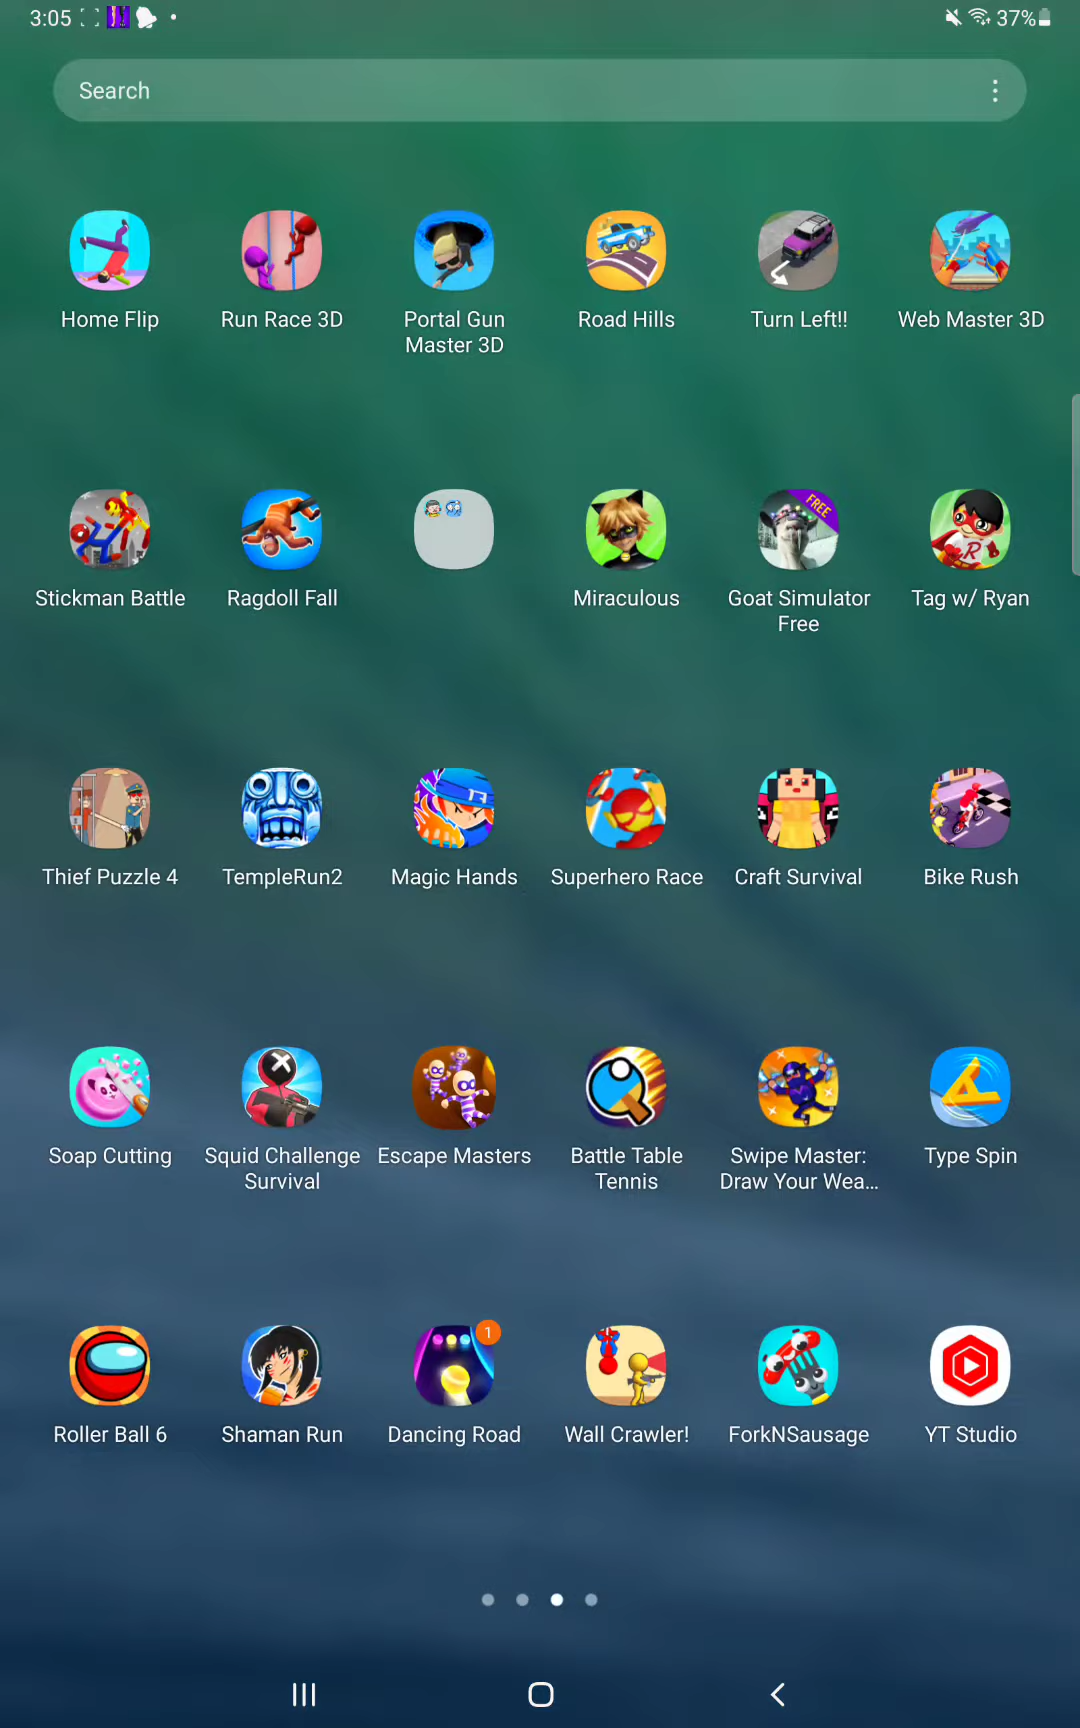 3:05
37%
Search
Home Flip
Run Race 3D
Portal Gun
Master 3D
Road Hills
Turn Left!!
Web Master 3D
Stickman Battle
Ragdoll Fall
Miraculous
FREE
Goat Simulator
Free
R
Tag w/ Ryan
Thief Puzzle 4
TempleRun2
Magic Hands
Superhero Race
Craft Survival
Bike Rush
Soap Cutting
Squid Challenge
Survival
Escape Masters
Battle Table
Tennis
Swipe Master:
Draw Your Wea...
Type Spin
Roller Ball 6
Shaman Run
1
Dancing Road
Wall Crawler!
ForkNSausage
YT Studio